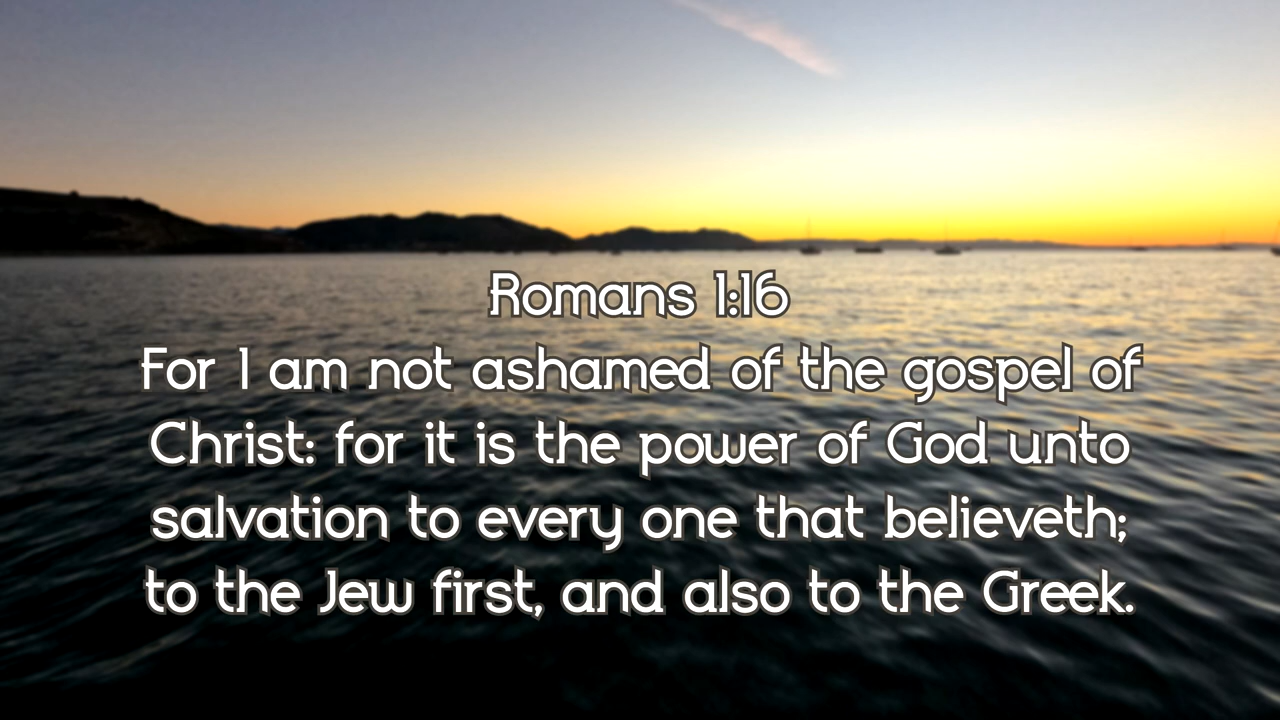 Romans 1:16
For I am not ashamed of the gospel of
Christ: for it is the power of God unto
salvation to every one that believeth;
to the Jew first, and also to the Greek.